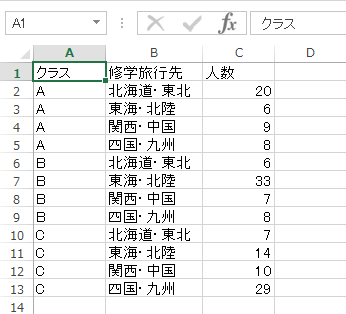 A1 fx クラス
A B C D
1 クラス 修学旅行先 人数
2 A 北海道・東北 20
3 A 東海・北陸 6
4 A 関西・中国 9
5 A 四国・九州 8
6 B 北海道・東北 6
7 B 東海・北陸 33
8 B 関西・中国 7
9 B 四国・九州 8
10 C 北海道・東北 7
11 C 東海・北陸 14
12 C 関西・中国 10
13 C 四国・九州 29
14